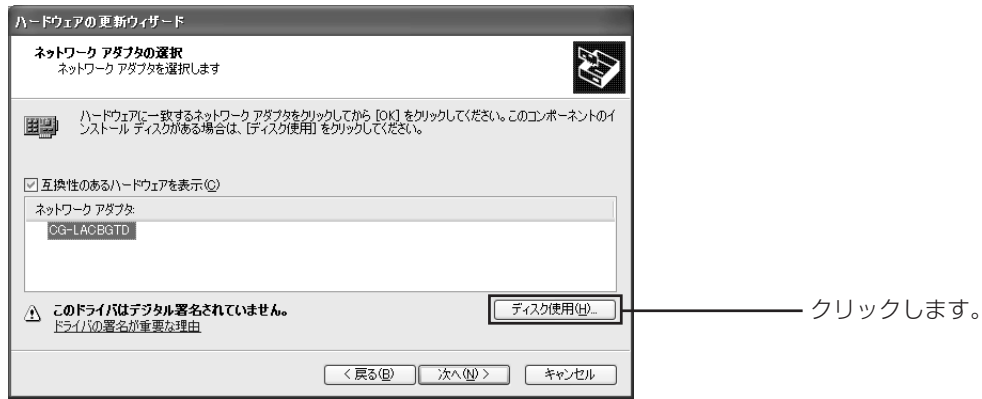 ハードウェアの更新ウィザード
ネットワーク アダプタの選択
ネットワーク アダプタを選択します
ハードウェアに一致するネットワーク アダプタをクリックしてから [OK] をクリックしてください。このコンポーネントのイ
ンストール ディスクがある場合は、[ディスク使用] をクリックしてください。
互換性のあるハードウェアを表示(C)
ネットワーク アダプタ:
CG-LACBGTD
このドライバはデジタル署名されていません。
ディスク使用(H)...
クリックします。
ドライバの署名が重要な理由
< 戻る(B)
次へ(N) >
キャンセル